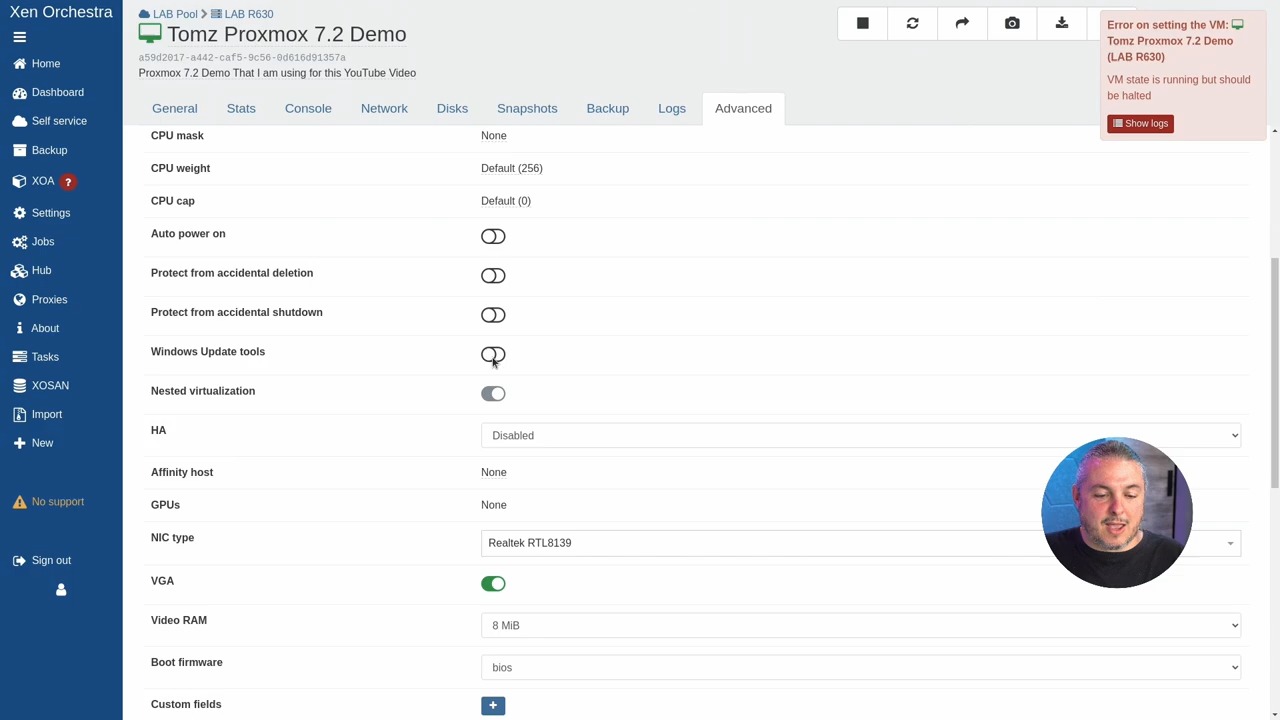 Xen Orchestra
Home
Dashboard
Self service
Backup
XOA ?
Settings
Jobs
Hub
Proxies
About
Tasks
XOSAN
Import
New
No support
Sign out
LAB Pool LAB R630
Tomz Proxmox 7.2 Demo
a59d2017-a442-caf5-9c56-0d616d91357a
Proxmox 7.2 Demo That I am using for this YouTube Video
General Stats Console Network Disks Snapshots Backup Logs Advanced
CPU mask None
CPU weight Default (256)
CPU cap Default (0)
Auto power on
Protect from accidental deletion
Protect from accidental shutdown
Windows Update tools
Nested virtualization
HA Disabled
Affinity host None
GPUs None
NIC type Realtek RTL8139
VGA
Video RAM 8 MiB
Boot firmware bios
Custom fields
Error on setting the VM:
Tomz Proxmox 7.2 Demo
(LAB R630)
VM state is running but should
be halted
Show logs